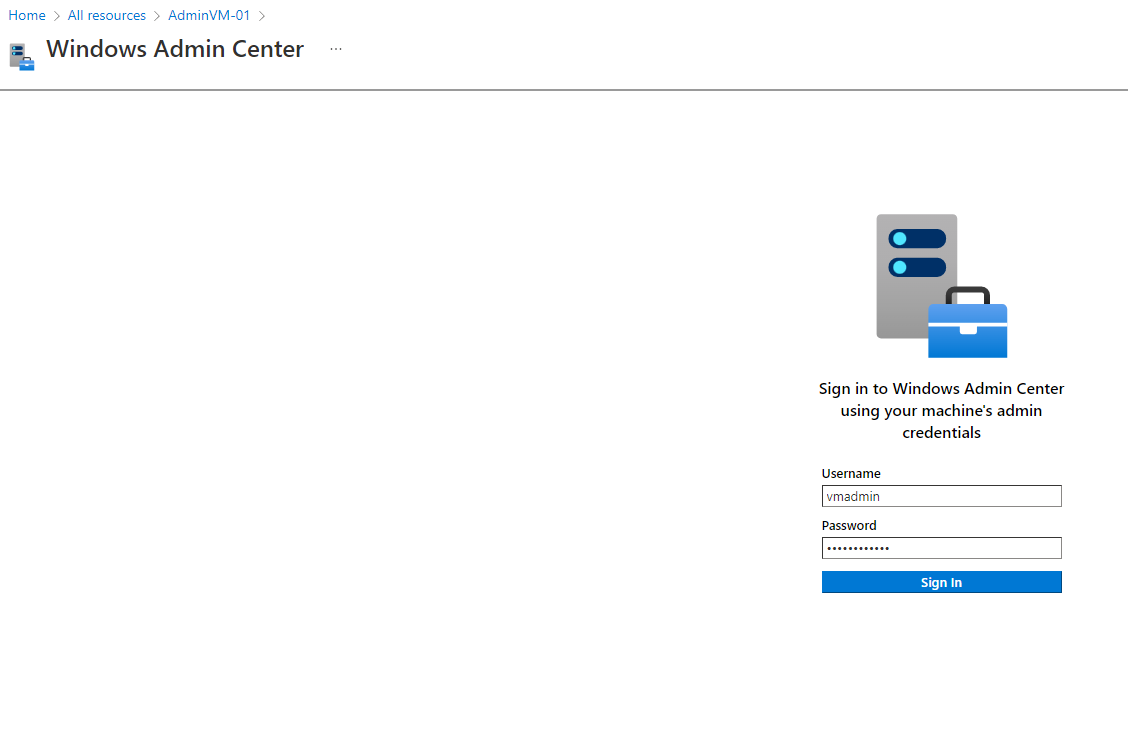 Home > All resources > AdminVM-01 >
Windows Admin Center ...
Sign in to Windows Admin Center
using your machine's admin
credentials
Username
vmadmin
Password
••••••••••••
Sign In